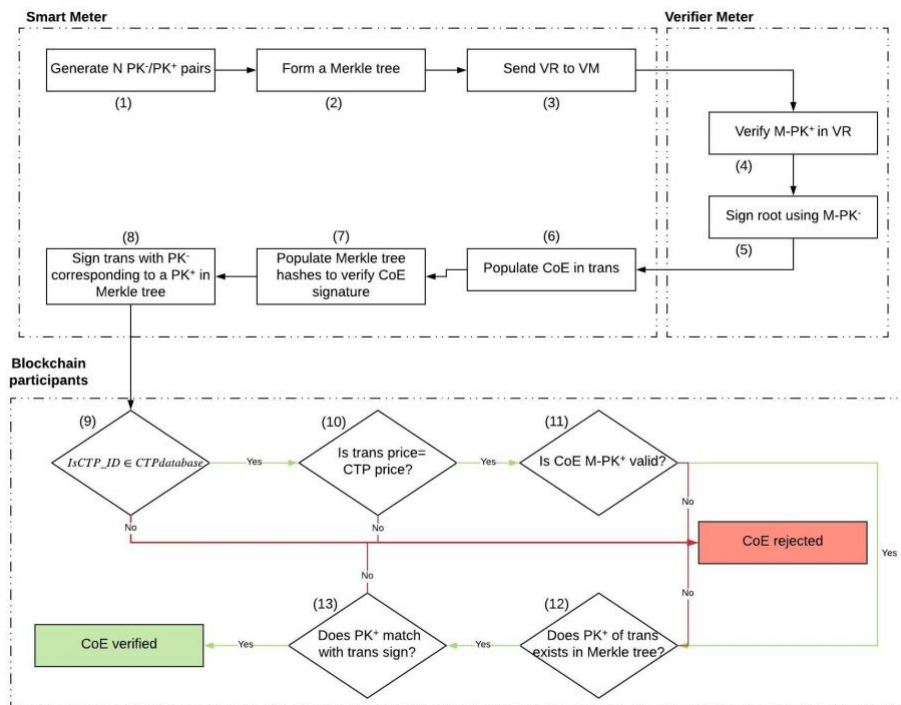 Smart Meter
Verifier Meter
Generate N PK⁻/PK⁺ pairs
(1)
Form a Merkle tree
(2)
Send VR to VM
(3)
Verify M-PK⁺ in VR
(4)
Sign root using M-PK⁻
(5)
(6)
Populate CoE in trans
(7)
Populate Merkle tree
hashes to verify CoE
signature
(8)
Sign trans with PK⁻
corresponding to a PK⁺ in
Merkle tree
Blockchain
participants
(9)
IsCTP_ID ∈ CTPdatabase
Yes
No
(10)
Is trans price=
CTP price?
Yes
No
(11)
Is CoE M-PK⁺ valid?
No
Yes
CoE rejected
No
(12)
Does PK⁺ of trans
exists in Merkle tree?
Yes
(13)
Does PK⁺ match
with trans sign?
No
Yes
CoE verified